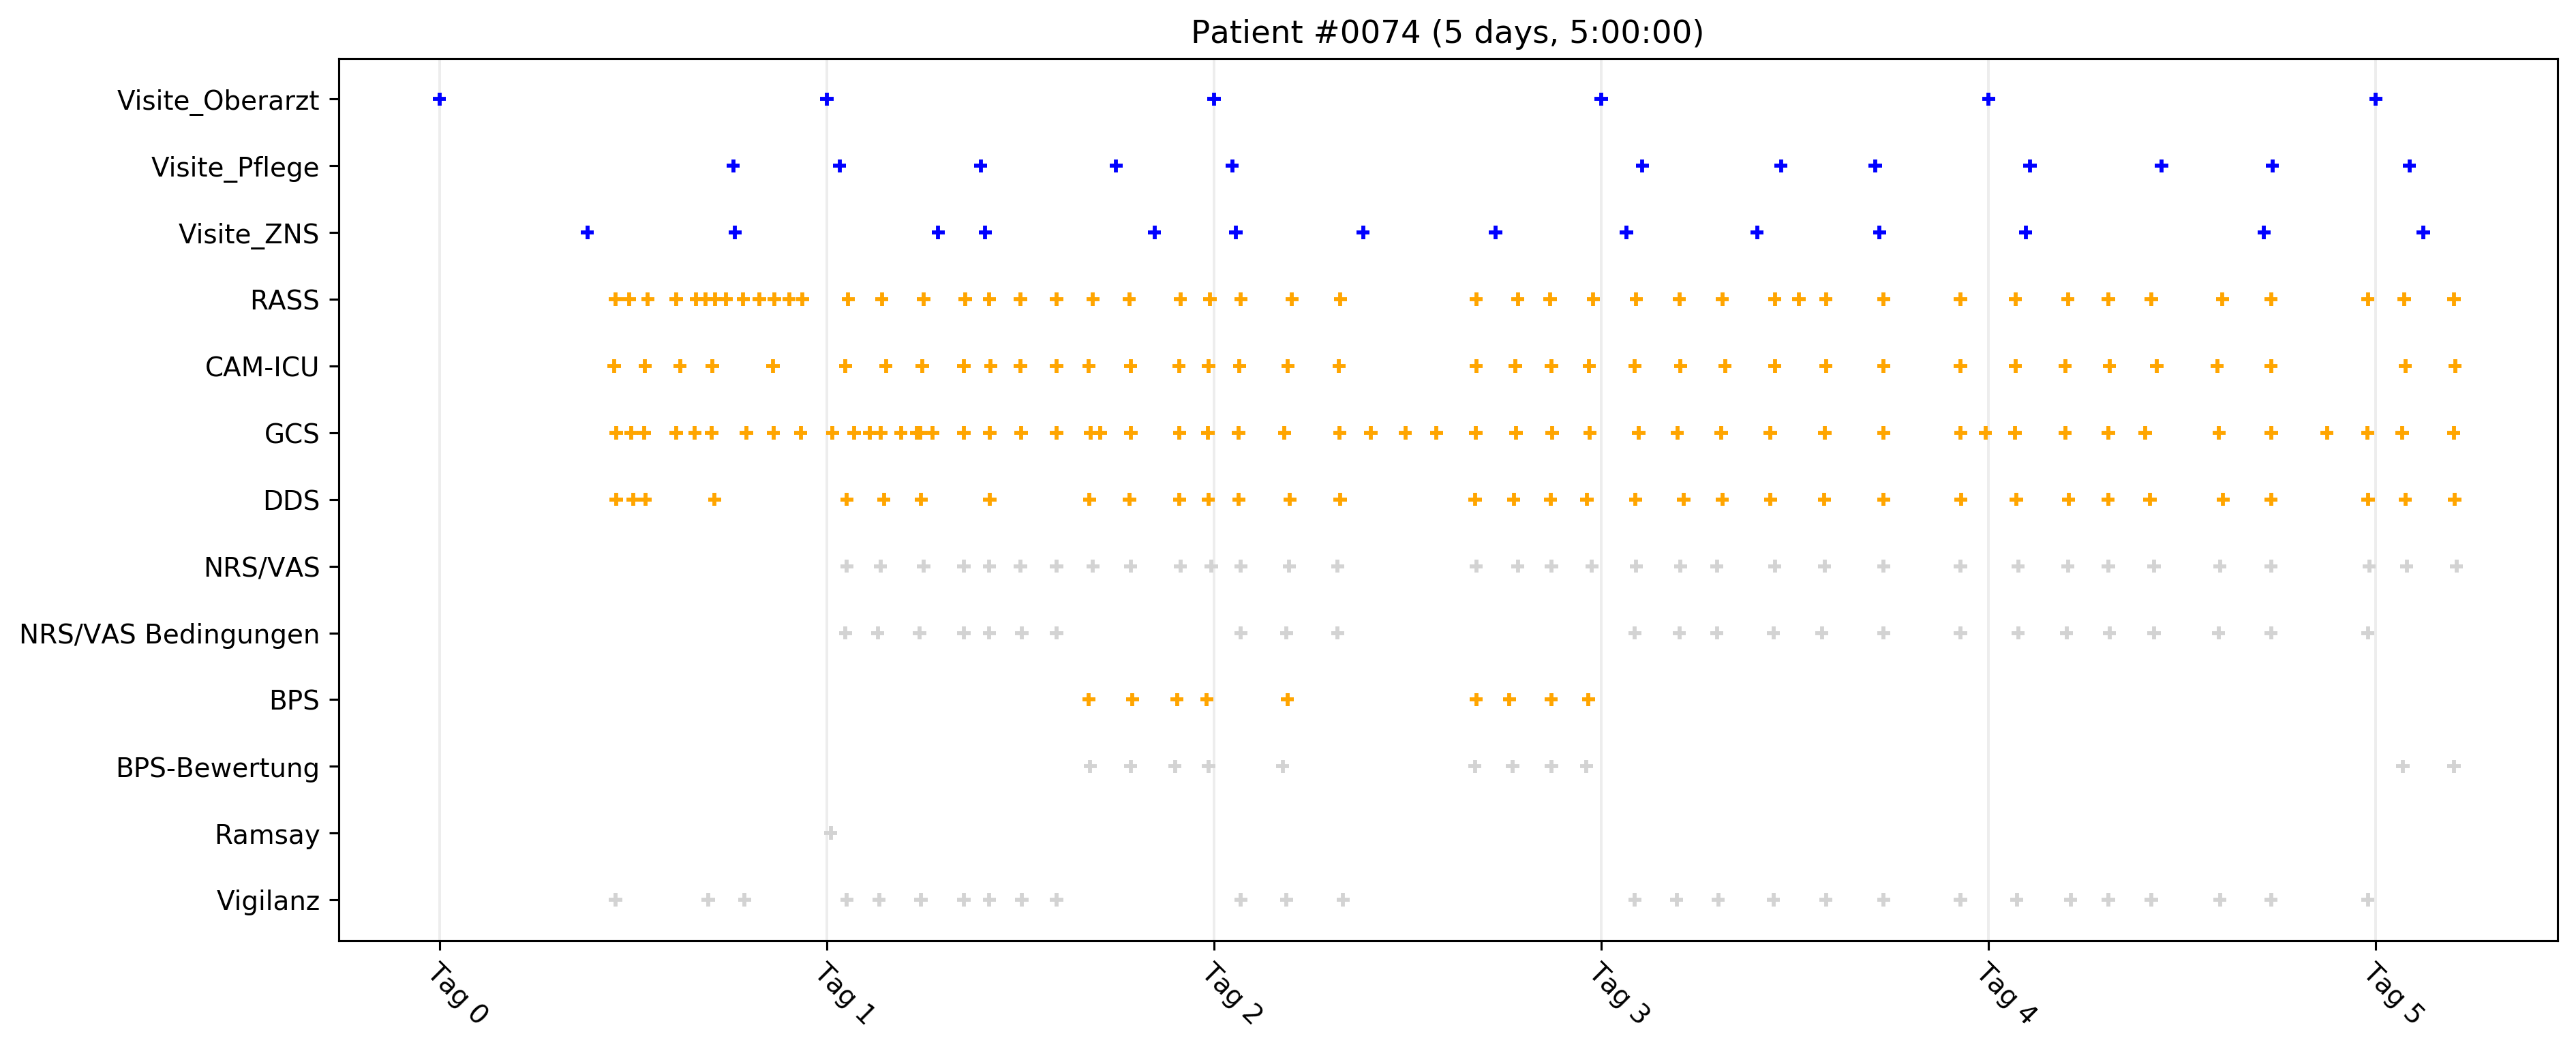 Patient #0074 (5 days, 5:00:00)
Visite_Oberarzt
Visite_Pflege
Visite_ZNS
RASS
CAM-ICU
GCS
DDS
NRS/VAS
NRS/VAS Bedingungen
BPS
BPS-Bewertung
Ramsay
Vigilanz
Tag 0
Tag 1
Tag 2
Tag 3
Tag 4
Tag 5